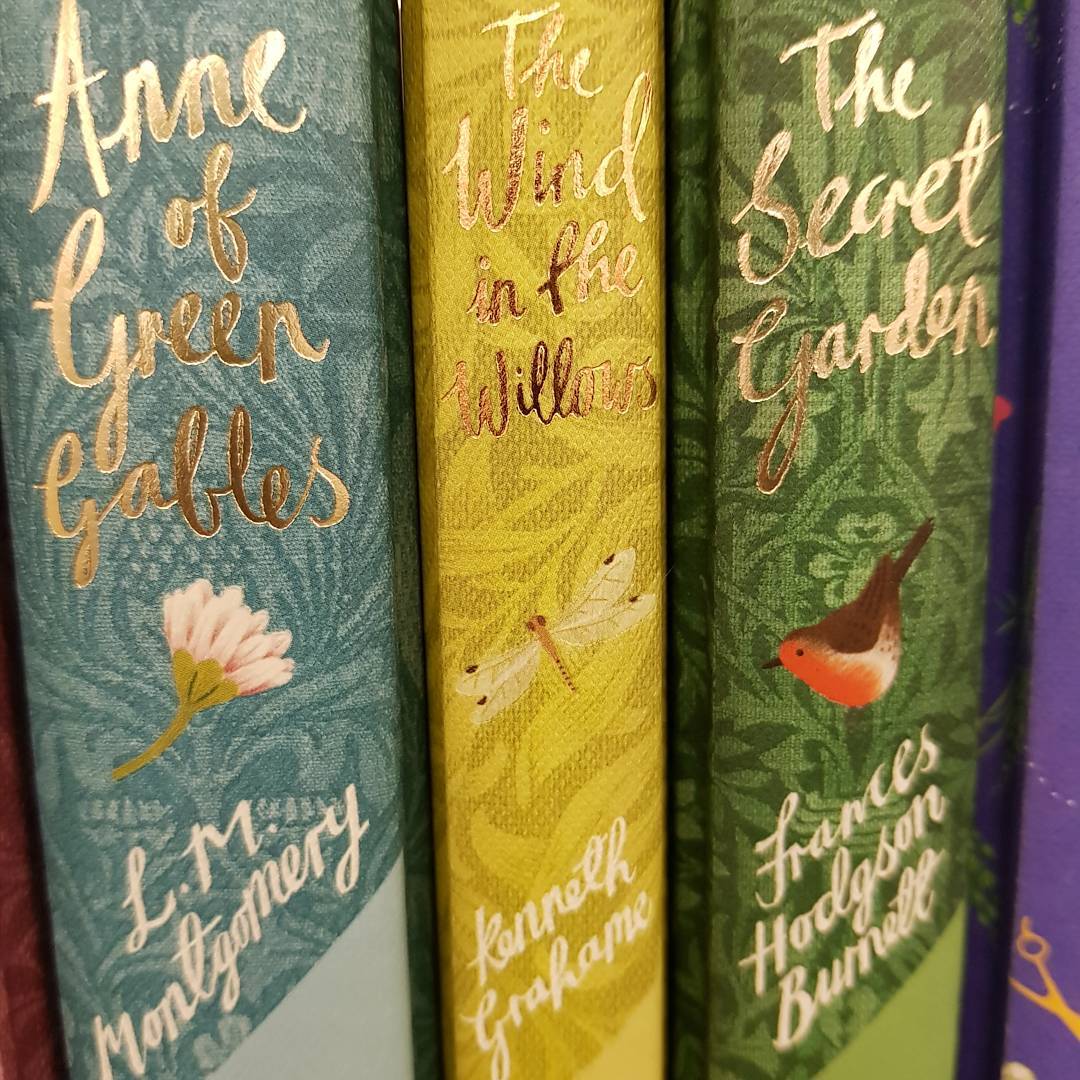 Anne
of
Green
Gables
L.M.
Montgomery
The
Wind
in the
Willows
Kenneth
Grahame
The
Secret
Garden
Frances
Hodgson
Burnett